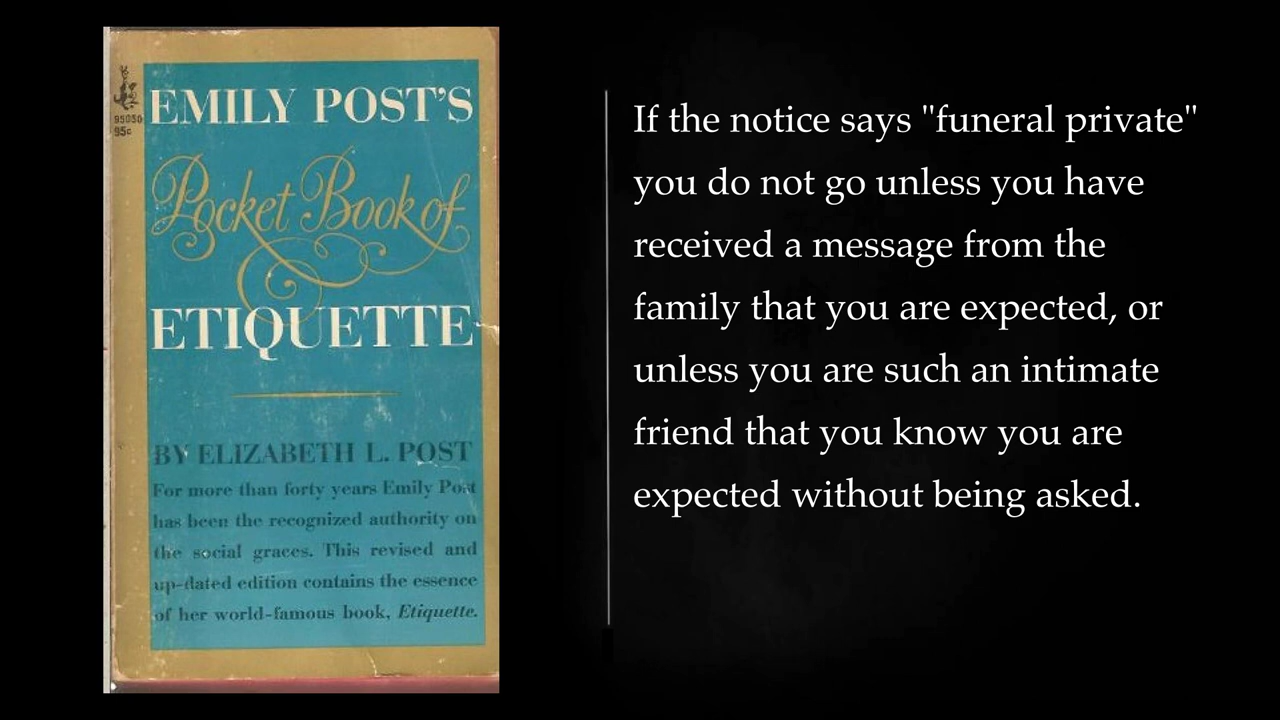 95050
95c
EMILY POST'S
Pocket Book of
ETIQUETTE
BY ELIZABETH L. POST
For more than forty years Emily Post
has been the recognized authority on
the social graces. This revised and
up-dated edition contains the essence
of her world-famous book, Etiquette.
If the notice says "funeral private"
you do not go unless you have
received a message from the
family that you are expected, or
unless you are such an intimate
friend that you know you are
expected without being asked.